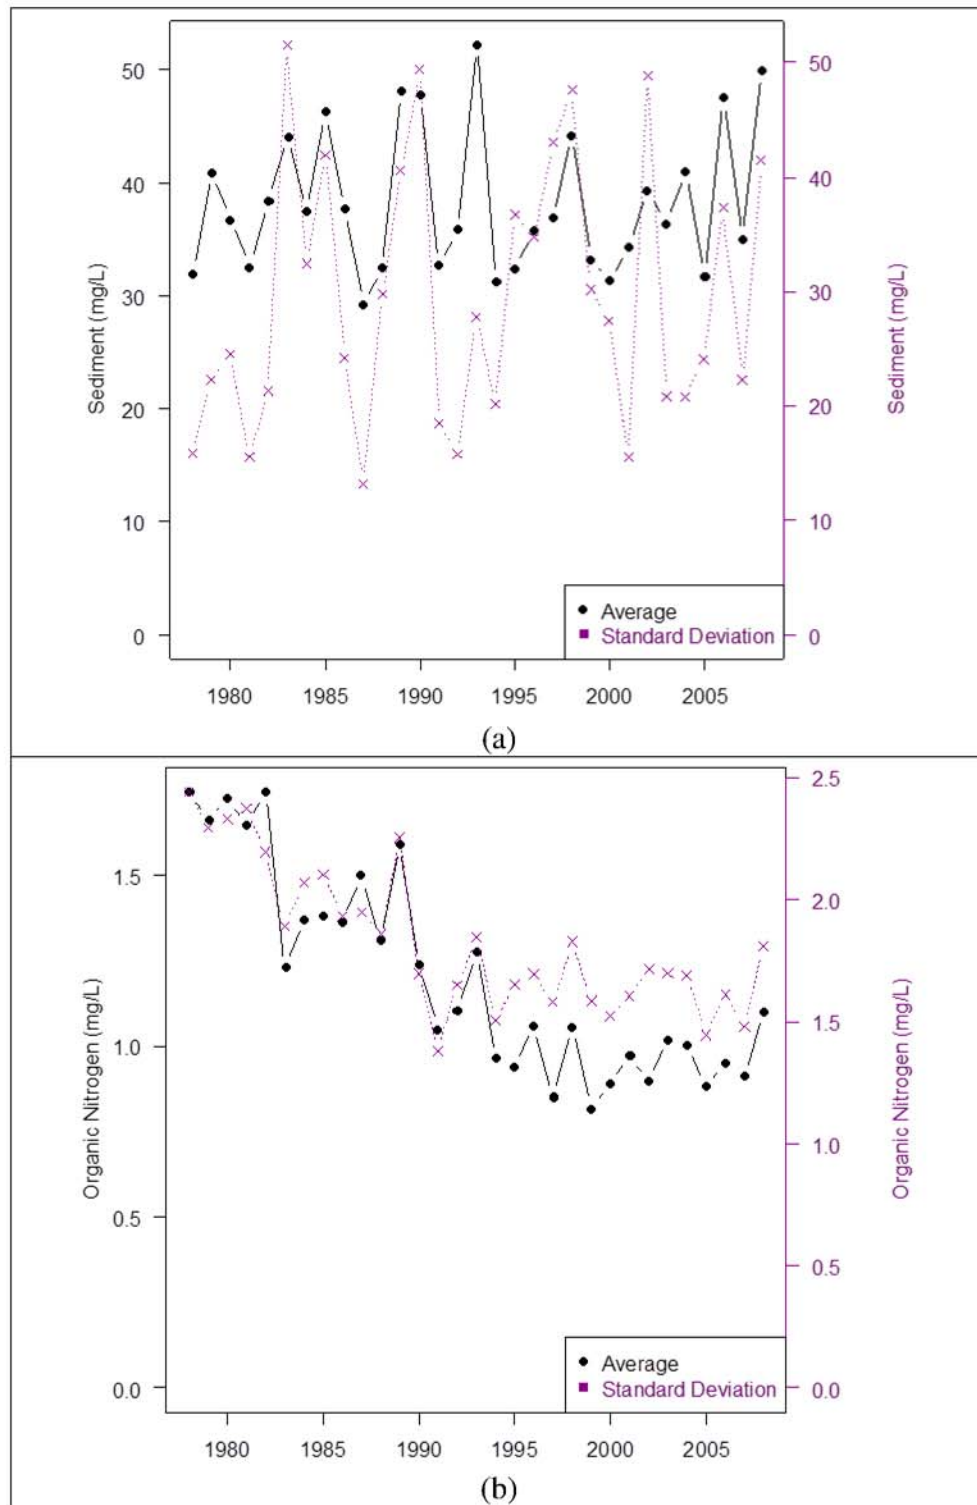 50
40
30
20
10
0
Sediment (mg/L)
50
40
30
20
10
0
Sediment (mg/L)
Average
Standard Deviation
1980 1985 1990 1995 2000 2005
(a)
1.5
1.0
0.5
0.0
Organic Nitrogen (mg/L)
2.5
2.0
1.5
1.0
0.5
0.0
Organic Nitrogen (mg/L)
Average
Standard Deviation
1980 1985 1990 1995 2000 2005
(b)